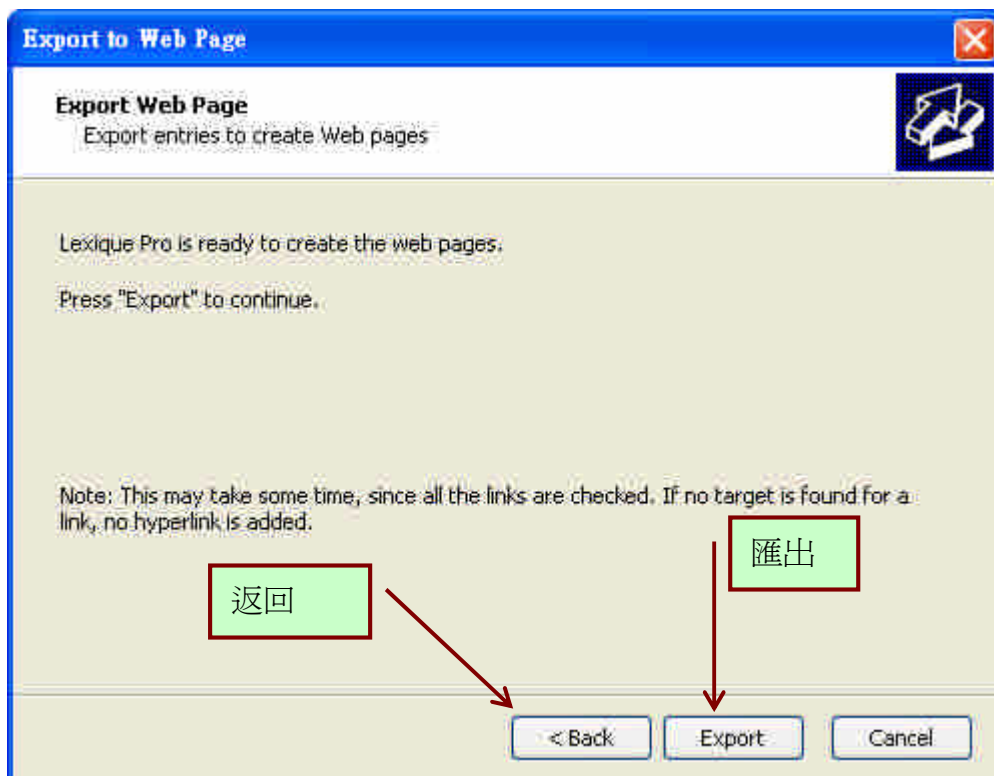 Export to Web Page
Export Web Page
Export entries to create Web pages
Lexique Pro is ready to create the web pages.
Press "Export" to continue.
Note: This may take some time, since all the links are checked. If no target is found for a
link, no hyperlink is added.
匯出
返回
< Back
Export
Cancel